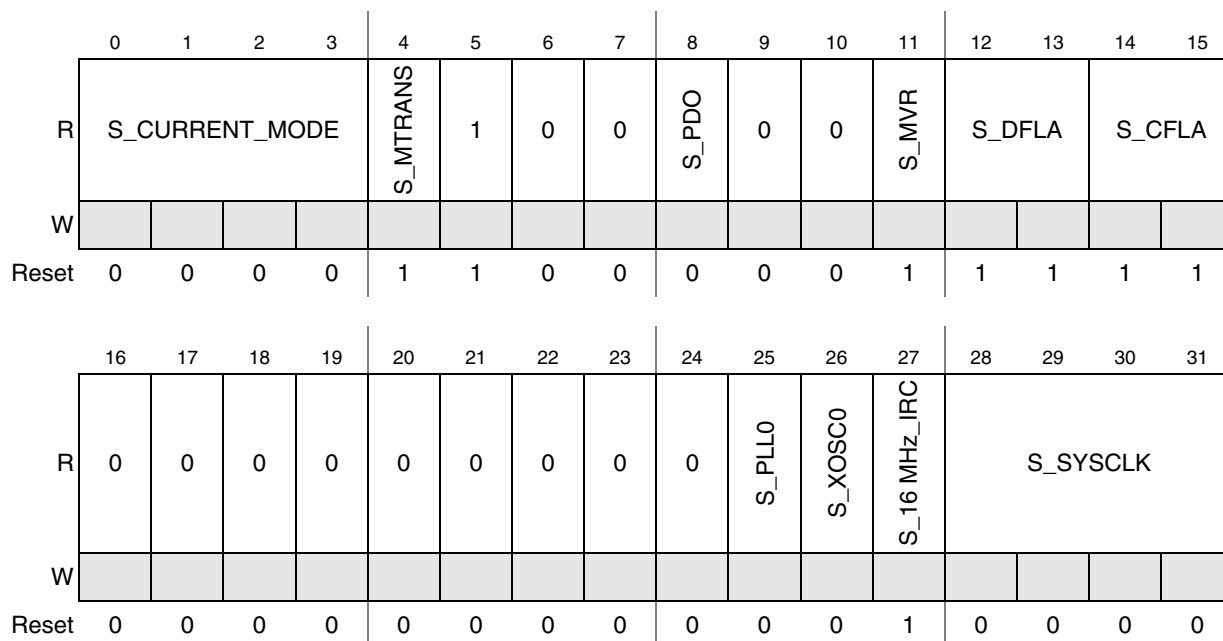 0 1 2 3 4 5 6 7 8 9 10 11 12 13 14 15
R S_CURRENT_MODE S_MTRANS 1 0 0 S_PDO 0 0 S_MVR S_DFLA S_CFLA
W
Reset 0 0 0 0 1 1 0 0 0 0 0 1 1 1 1 1
16 17 18 19 20 21 22 23 24 25 26 27 28 29 30 31
R 0 0 0 0 0 0 0 0 0 S_PLL0 S_XOSC0 S_16 MHz_IRC S_SYSCLK
W
Reset 0 0 0 0 0 0 0 0 0 0 0 1 0 0 0 0